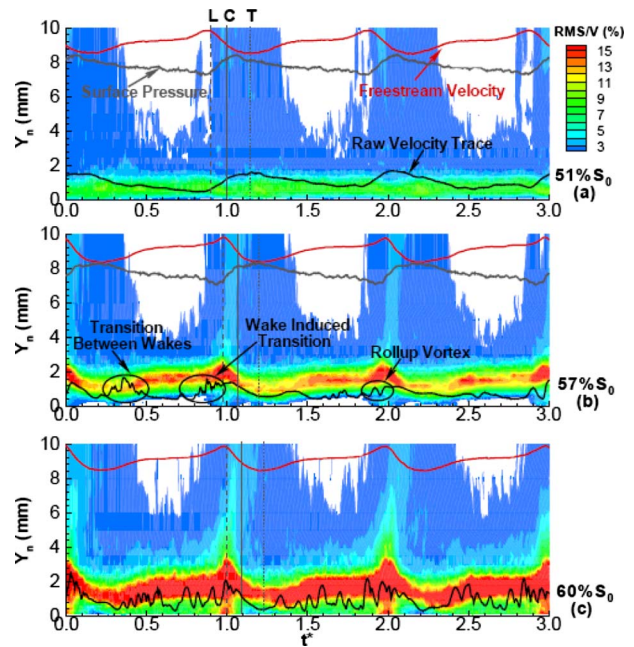 L C T
RMS/V (%)
10
8
6
4
2
0
Yn (mm)
Surface Pressure
Freestream Velocity
Raw Velocity Trace
15
13
11
9
7
5
3
51%S0
(a)
0.0 0.5 1.0 1.5 2.0 2.5 3.0
10
8
6
4
2
0
Yn (mm)
Transition
Between Wakes
Wake Induced
Transition
Rollup Vortex
57%S0
(b)
0.0 0.5 1.0 1.5 2.0 2.5 3.0
10
8
6
4
2
0
Yn (mm)
60%S0
(c)
0.0 0.5 1.0 1.5 2.0 2.5 3.0
t*